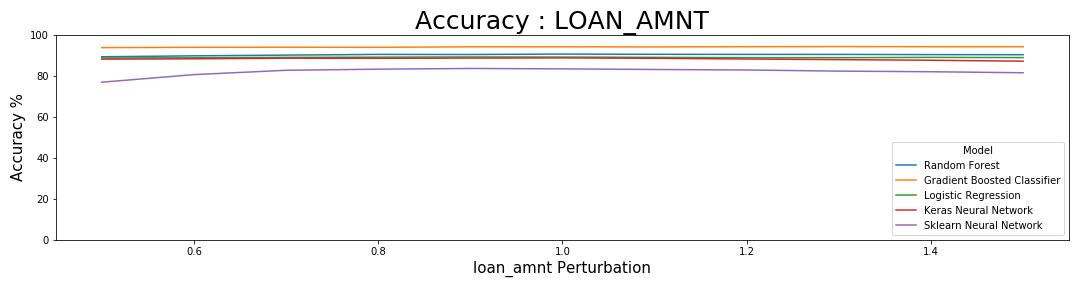 Accuracy : LOAN_AMNT
Accuracy %
100
80
60
40
20
0
0.6
0.8
1.0
1.2
1.4
loan_amnt Perturbation
Model
Random Forest
Gradient Boosted Classifier
Logistic Regression
Keras Neural Network
Sklearn Neural Network